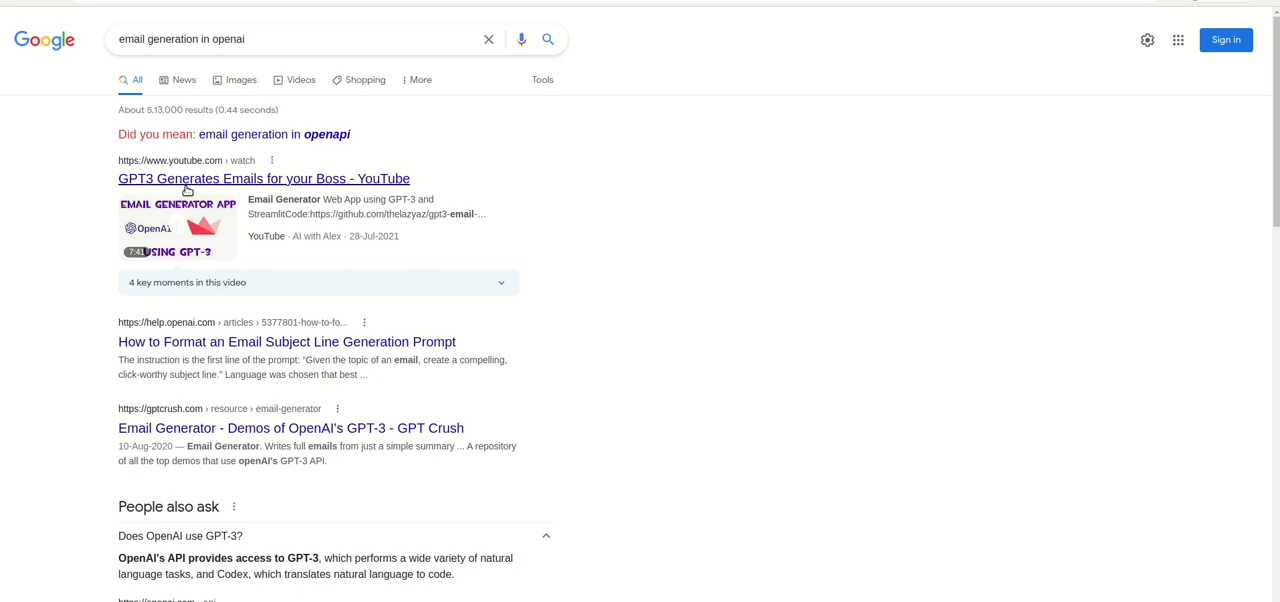 Google
email generation in openai
Sign in
All News Images Videos Shopping More Tools
About 5,13,000 results (0.44 seconds)
Did you mean: email generation in openapi
https://www.youtube.com › watch
GPT3 Generates Emails for your Boss - YouTube
EMAIL GENERATOR APP
OpenAI
7:41
USING GPT-3
Email Generator Web App using GPT-3 and
StreamlitCode:https://github.com/thelazyaz/gpt3-email-...
YouTube · AI with Alex · 28-Jul-2021
4 key moments in this video
https://help.openai.com › articles › 5377801-how-to-fo...
How to Format an Email Subject Line Generation Prompt
The instruction is the first line of the prompt: “Given the topic of an email, create a compelling,
click-worthy subject line.” Language was chosen that best ...
https://gptcrush.com › resource › email-generator
Email Generator - Demos of OpenAI's GPT-3 - GPT Crush
10-Aug-2020 — Email Generator. Writes full emails from just a simple summary ... A repository
of all the top demos that use openAI's GPT-3 API.
People also ask
Does OpenAI use GPT-3?
OpenAI's API provides access to GPT-3, which performs a wide variety of natural
language tasks, and Codex, which translates natural language to code.
https://openai.com › api